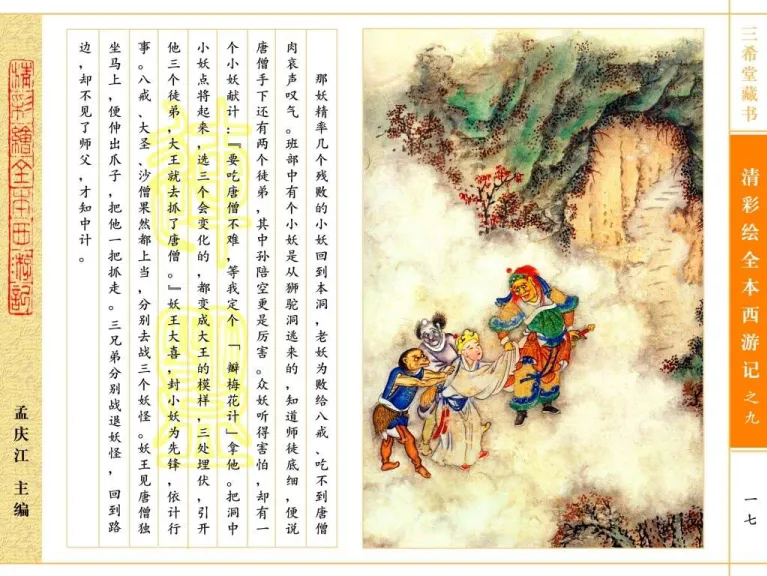 三希堂藏书
清彩绘全本西游记之九
一七
那妖精率几个残败的小妖回到本洞，老妖为败给八戒、吃不到唐僧
肉哀声叹气。班部中有个小妖是从狮驼洞逃来的，知道师徒底细，便说
唐僧手下还有两个徒弟，其中孙悟空更是厉害。众妖听得害怕，却有一
个小妖献计：『要吃唐僧不难，等我定个「瓣梅花计」拿他。把洞中
小妖点将起来，选三个会变化的，都变成大王的模样，三处埋伏，引开
他三个徒弟，大王就去抓了唐僧。』妖王大喜，封小妖为先锋，依计行
事。八戒、大圣、沙僧果然都上当，分别去战三个妖怪。妖王见唐僧独
坐马上，便伸出爪子，把他一把抓走。三兄弟分别战退妖怪，回到路
边，却不见了师父，才知中计。
清彩繪全本西游記
孟庆江 主编